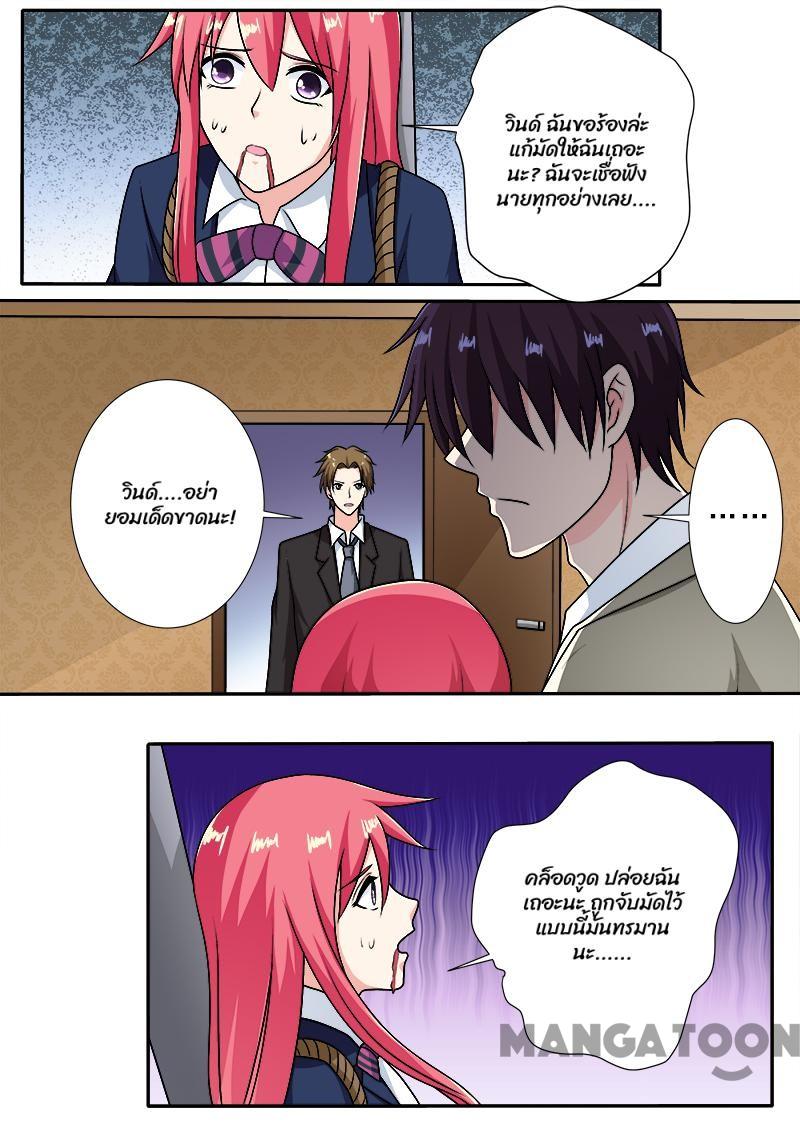 วินด์ ฉันขอร้องล่ะ
แก้มัดให้ฉันเถอะ
นะ? ฉันจะเชื่อฟัง
นายทุกอย่างเลย....
วินด์....อย่า
ยอมเด็ดขาดนะ!
......
คล็อดวูด ปล่อยฉัน
เถอะนะ ถูกจับมัดไว้
แบบนี้มันทรมาน
นะ......
MANGATOON